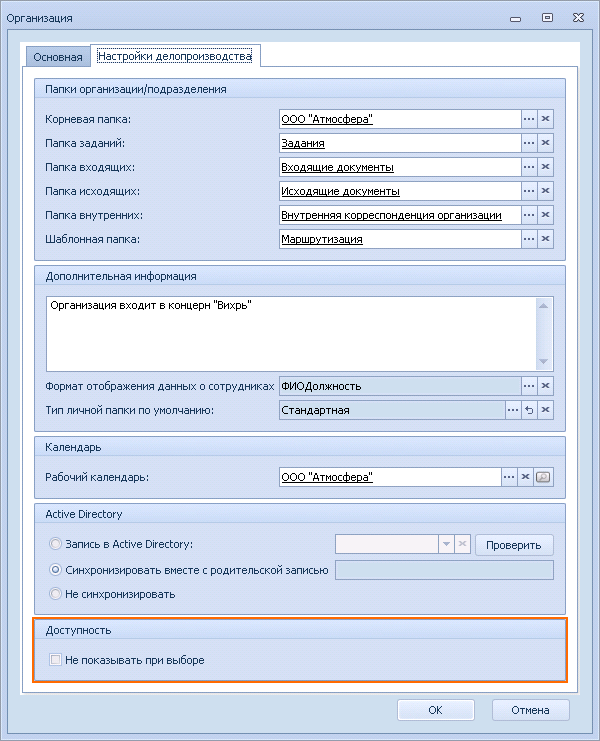 Организация
Основная
Настройки делопроизводства
Папки организации/подразделения
Корневая папка: ООО "Атмосфера"
Папка заданий: Задания
Папка входящих: Входящие документы
Папка исходящих: Исходящие документы
Папка внутренних: Внутренняя корреспонденция организации
Шаблонная папка: Маршрутизация
Дополнительная информация
Организация входит в концерн "Вихрь"
Формат отображения данных о сотрудниках ФИОДолжность
Тип личной папки по умолчанию: Стандартная
Календарь
Рабочий календарь: ООО "Атмосфера"
Active Directory
Запись в Active Directory: Проверить
Синхронизировать вместе с родительской записью
Не синхронизировать
Доступность
Не показывать при выборе
OK Отмена